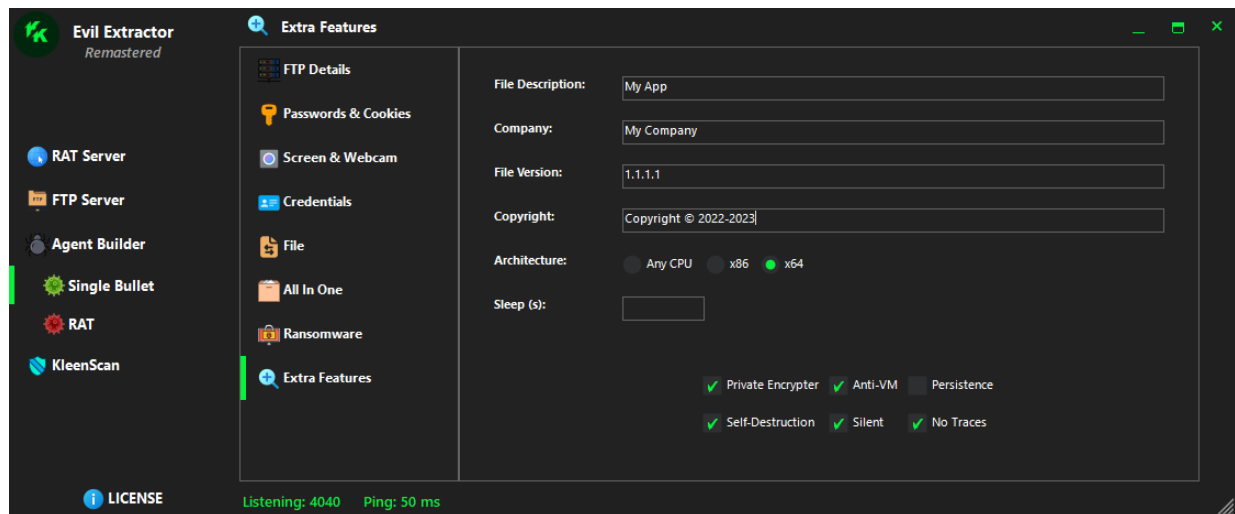 Evil Extractor
Remastered
RAT Server
FTP Server
Agent Builder
Single Bullet
RAT
KleenScan
LICENSE
Extra Features
FTP Details
Passwords & Cookies
Screen & Webcam
Credentials
File
All In One
Ransomware
Extra Features
File Description: My App
Company: My Company
File Version: 1.1.1.1
Copyright: Copyright © 2022-2023
Architecture: Any CPU x86 x64
Sleep (s):
Private Encrypter Anti-VM Persistence
Self-Destruction Silent No Traces
Listening: 4040 Ping: 50 ms